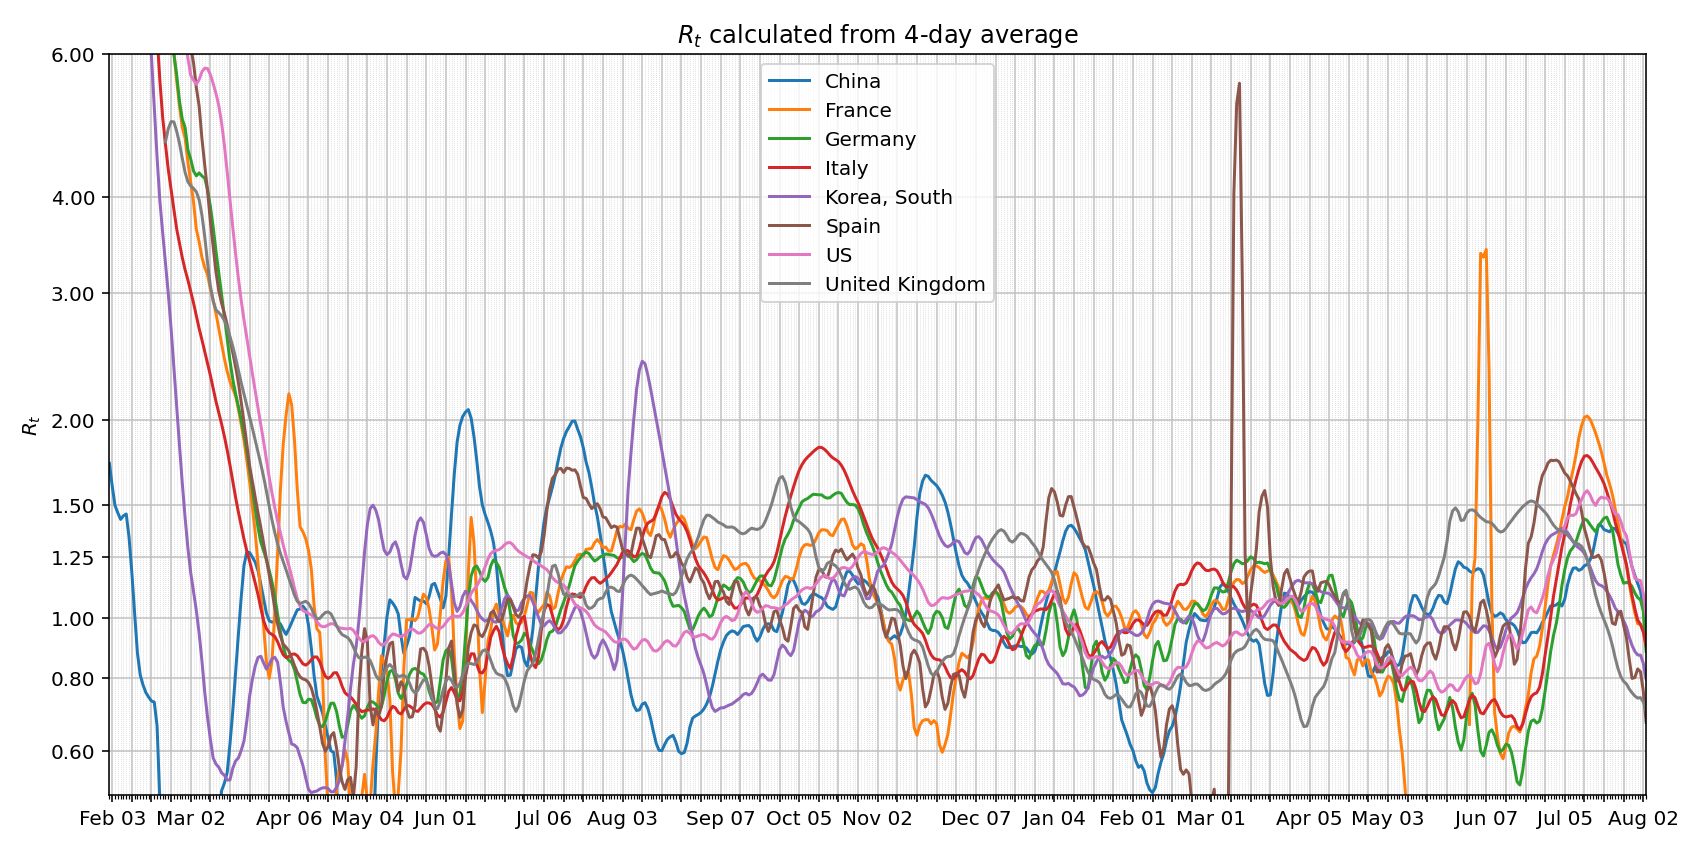 R_t calculated from 4-day average
6.00
4.00
3.00
2.00
1.50
1.25
1.00
0.80
0.60
R_t
China
France
Germany
Italy
Korea, South
Spain
US
United Kingdom
Feb 03 Mar 02 Apr 06 May 04 Jun 01 Jul 06 Aug 03 Sep 07 Oct 05 Nov 02 Dec 07 Jan 04 Feb 01 Mar 01 Apr 05 May 03 Jun 07 Jul 05 Aug 02